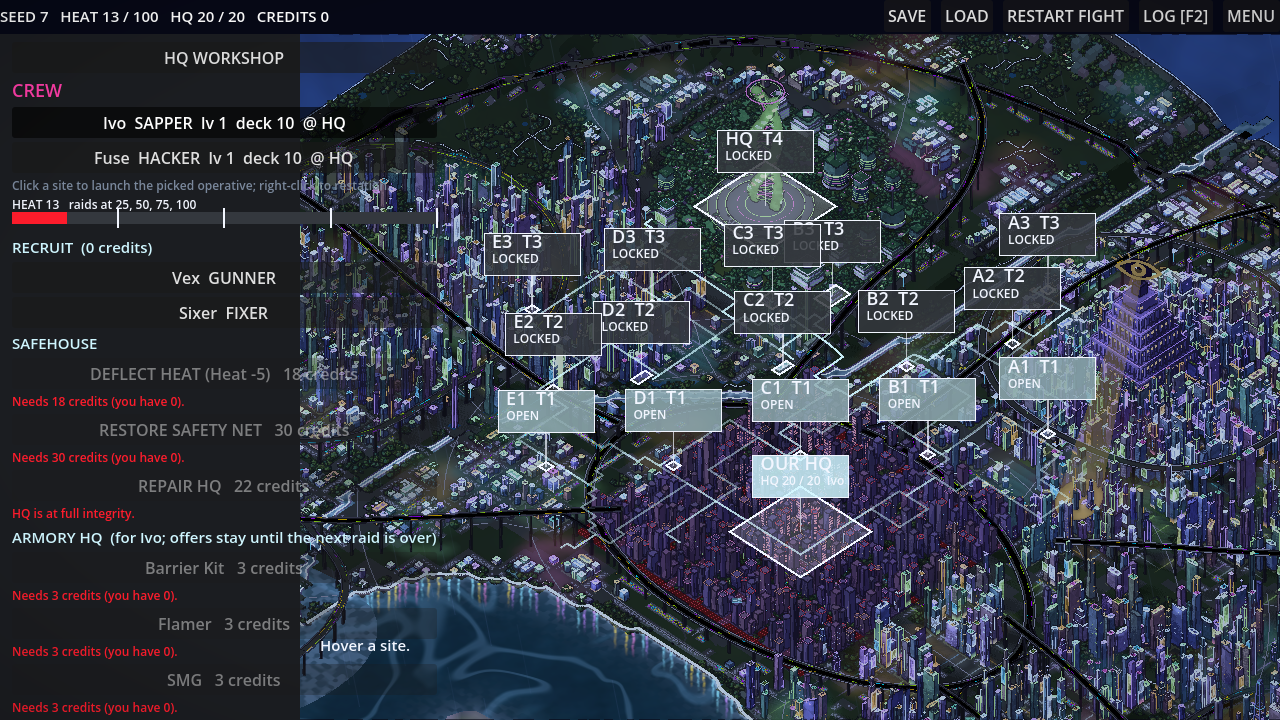 SEED 7 HEAT 13 / 100 HQ 20 / 20 CREDITS 0
SAVE LOAD RESTART FIGHT LOG [F2] MENU
HQ WORKSHOP
CREW
Ivo SAPPER lv 1 deck 10 @ HQ
Fuse HACKER lv 1 deck 10 @ HQ
Click a site to launch the picked operative; right-click to
HEAT 13 raids at 25, 50, 75, 100
RECRUIT (0 credits)
Vex GUNNER
Sixer FIXER
SAFEHOUSE
DEFLECT HEAT (Heat -5) 18 credits
Needs 18 credits (you have 0).
RESTORE SAFETY NET 30 credits
Needs 30 credits (you have 0).
REPAIR HQ 22 credits
HQ is at full integrity.
ARMORY HQ (for Ivo; offers stay until the next raid is over)
Barrier Kit 3 credits
Needs 3 credits (you have 0).
Flamer 3 credits
Needs 3 credits (you have 0).
SMG 3 credits
Needs 3 credits (you have 0).
HQ T4
LOCKED
E3 T3
LOCKED
D3 T3
LOCKED
C3 T3
LOCKED
B3 T3
LOCKED
A3 T3
LOCKED
E2 T2
LOCKED
D2 T2
LOCKED
C2 T2
LOCKED
B2 T2
LOCKED
A2 T2
LOCKED
E1 T1
OPEN
D1 T1
OPEN
C1 T1
OPEN
B1 T1
OPEN
A1 T1
OPEN
OUR HQ
HQ 20 / 20 Ivo
Hover a site.